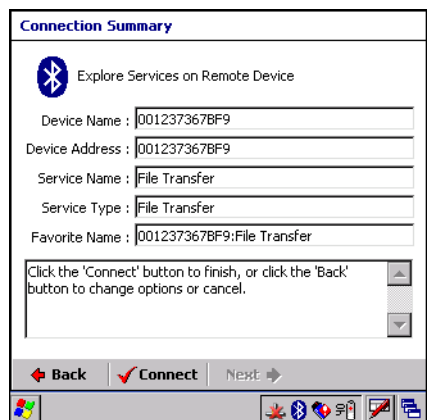 Connection Summary
Explore Services on Remote Device
Device Name : 001237367BF9
Device Address : 001237367BF9
Service Name : File Transfer
Service Type : File Transfer
Favorite Name : 001237367BF9:File Transfer
Click the 'Connect' button to finish, or click the 'Back'
button to change options or cancel.
Back Connect Next